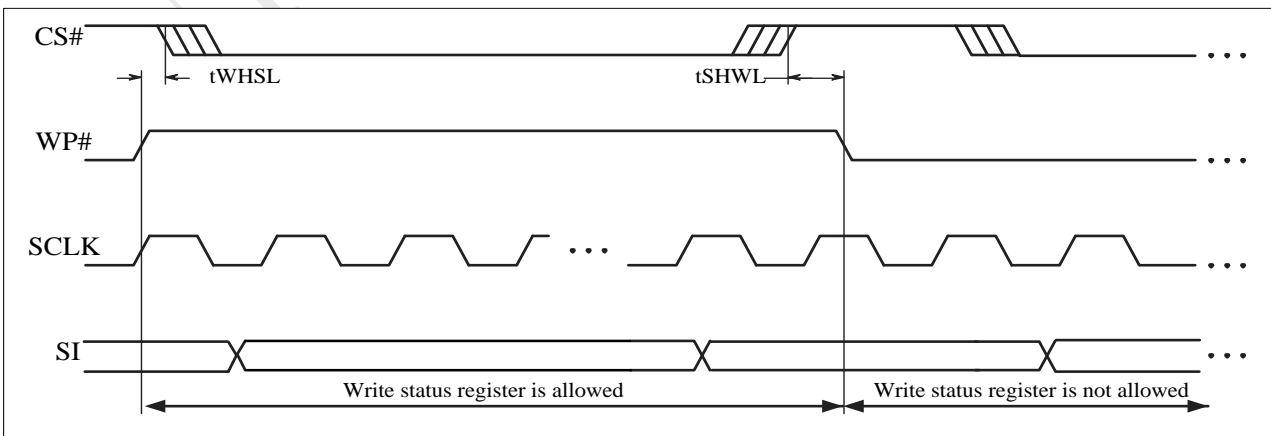 CS#
tWHSL
tSHWL
WP#
SCLK
SI
Write status register is allowed
Write status register is not allowed